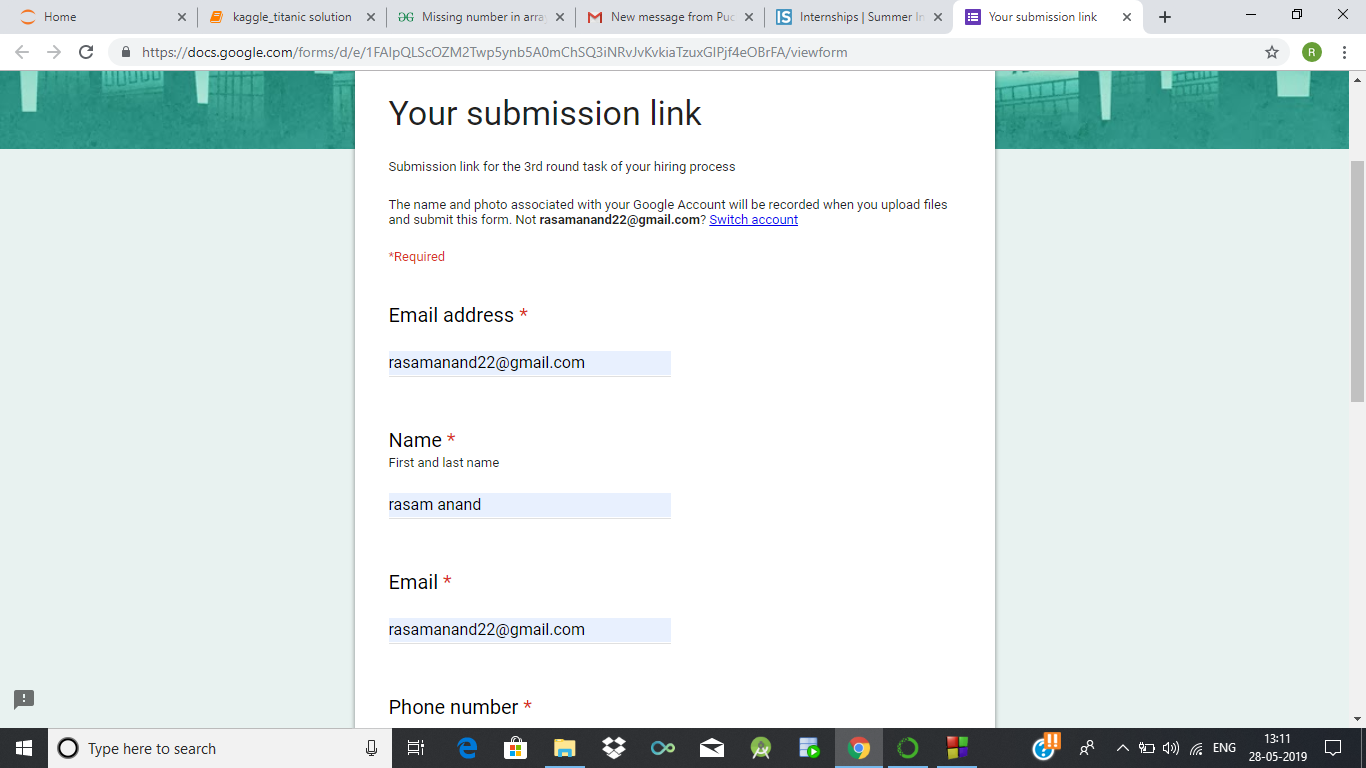 Home
kaggle_titanic solution
Missing number in arra
New message from Puc
Internships | Summer In
Your submission link
https://docs.google.com/forms/d/e/1FAIpQLScOZM2Twp5ynb5A0mChSQ3iNRvJvKvkiaTzuxGlPjf4eOBrFA/viewform
R
Your submission link
Submission link for the 3rd round task of your hiring process
The name and photo associated with your Google Account will be recorded when you upload files
and submit this form. Not rasamanand22@gmail.com? Switch account
*Required
Email address *
rasamanand22@gmail.com
Name *
First and last name
rasam anand
Email *
rasamanand22@gmail.com
Phone number *
Type here to search
ENG
13:11
28-05-2019